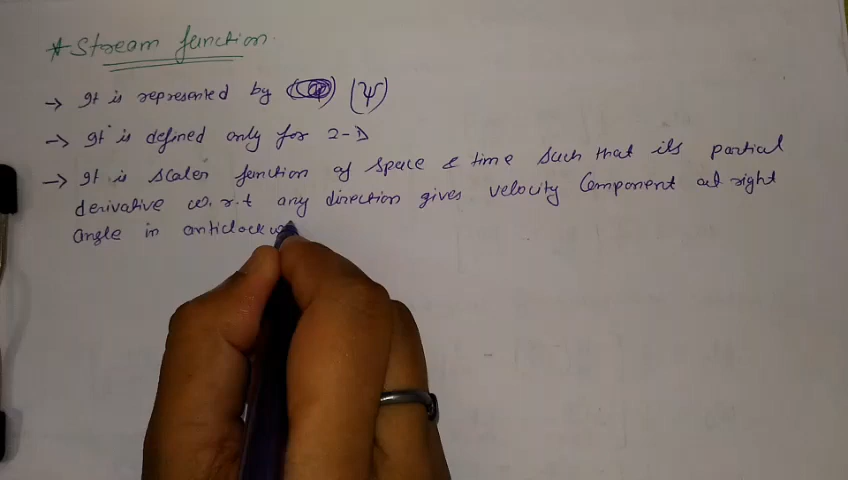 * Stream function
→ It is represented by (Ψ)
→ It is defined only for 2-D
→ It is scaler function of space & time such that its partial
derivative w.r.t any direction gives velocity component at right
angle in anticlockw